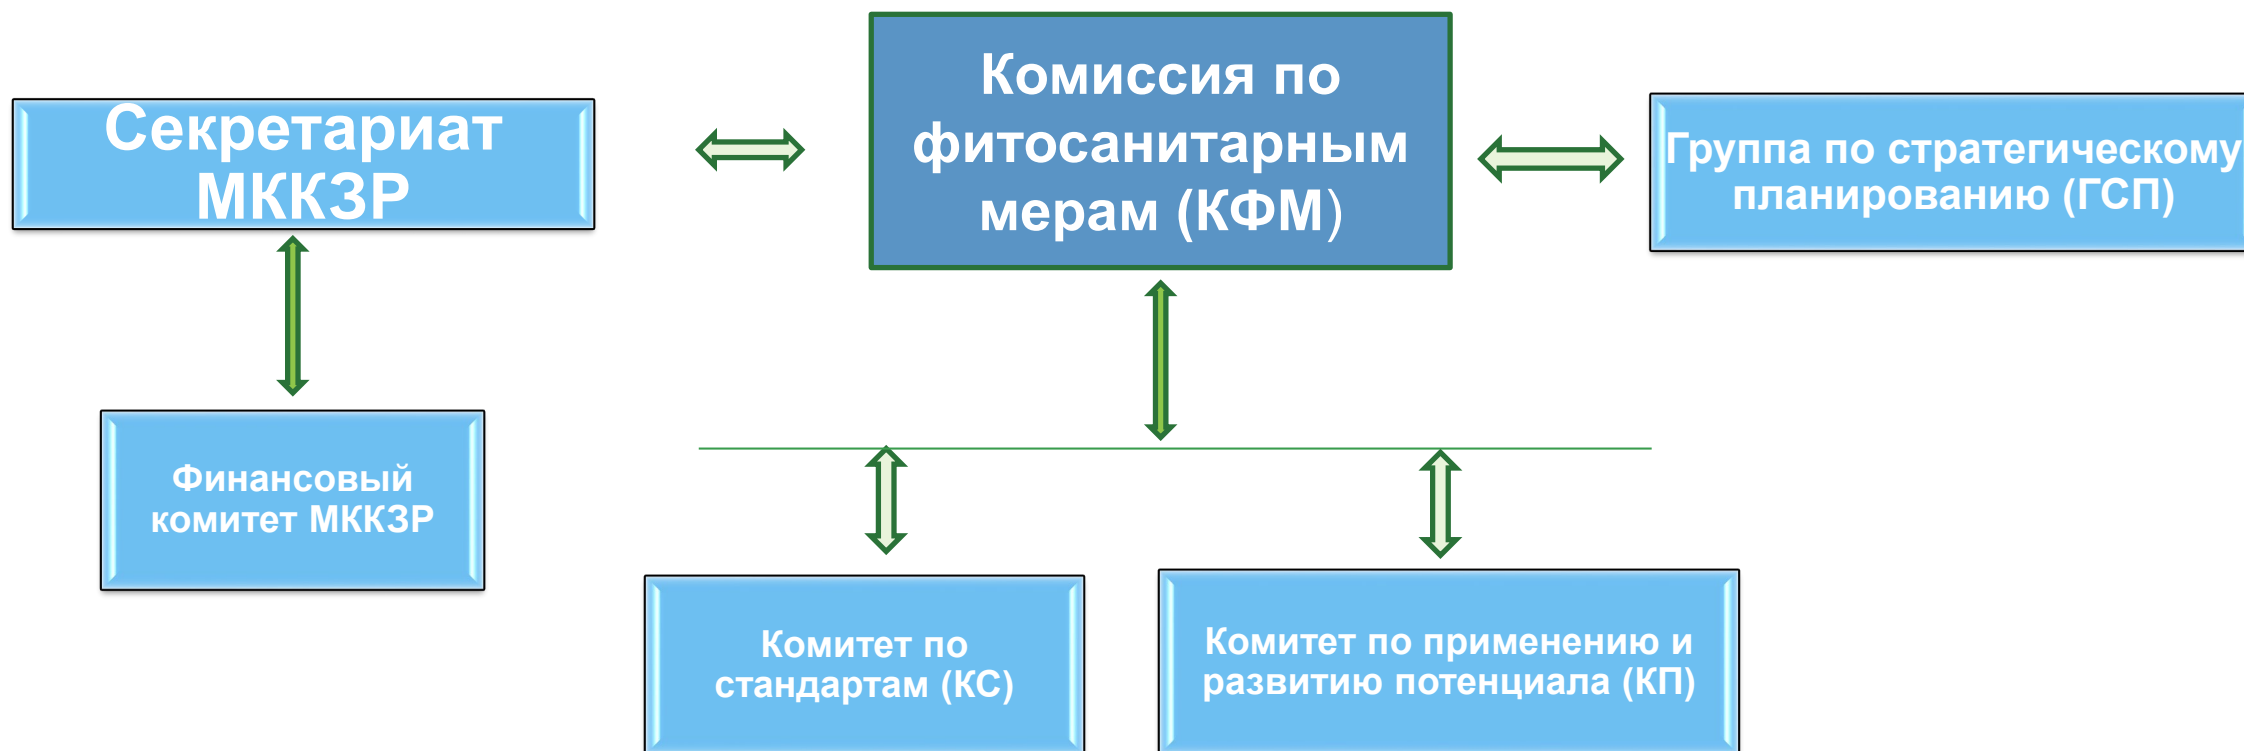 Комиссия по
фитосанитарным
мерам (КФМ)
Секретариат
МККЗР
Группа по стратегическому
планированию (ГСП)
Финансовый
комитет МККЗР
Комитет по
стандартам (КС)
Комитет по применению и
развитию потенциала (КП)